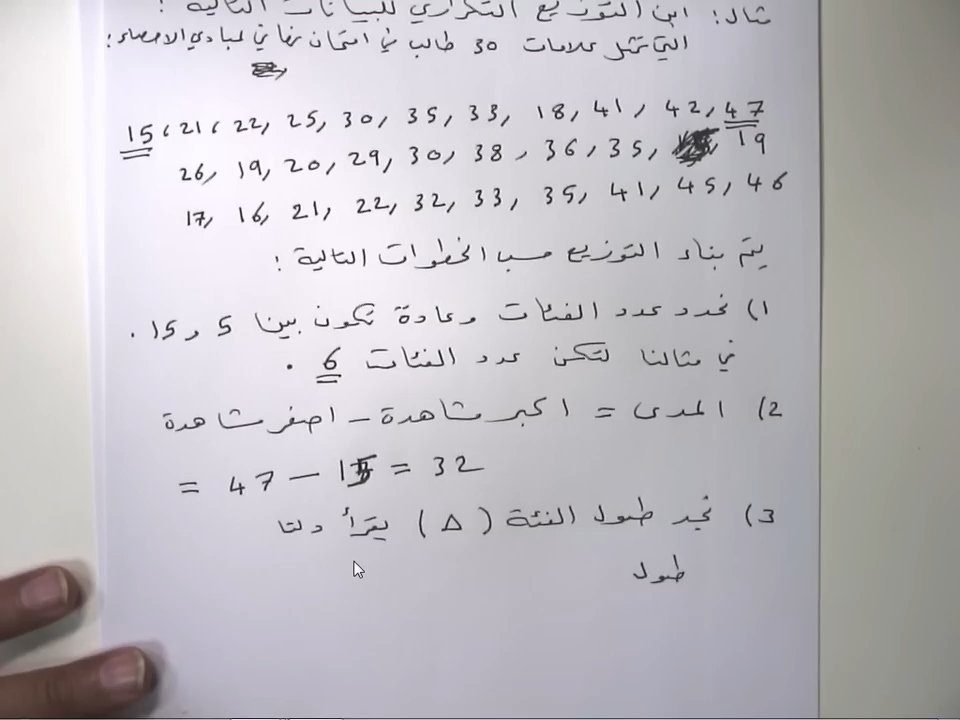 مثال: ابن التوزيع التكراري للبيانات التالية :
التي تمثل علامات 30 طالب في امتحان نهائي لمبادئ الاحصاء:
15, 21, 22, 25, 30, 35, 33, 18, 41, 42, 47
26, 19, 20, 29, 30, 38, 36, 35, 19
17, 16, 21, 22, 32, 33, 35, 41, 45, 46
يتم بناء التوزيع حسب الخطوات التالية :
1) نحدد عدد الفئات وعادة تكون بين 5 و 15 .
في مثالنا لتكن عدد الفئات 6 .
2) المدى = اكبر مشاهدة - اصغر مشاهدة
= 47 - 15 = 32
3) نجد طول الفئة ( Δ ) يقرأ دلتا
طول